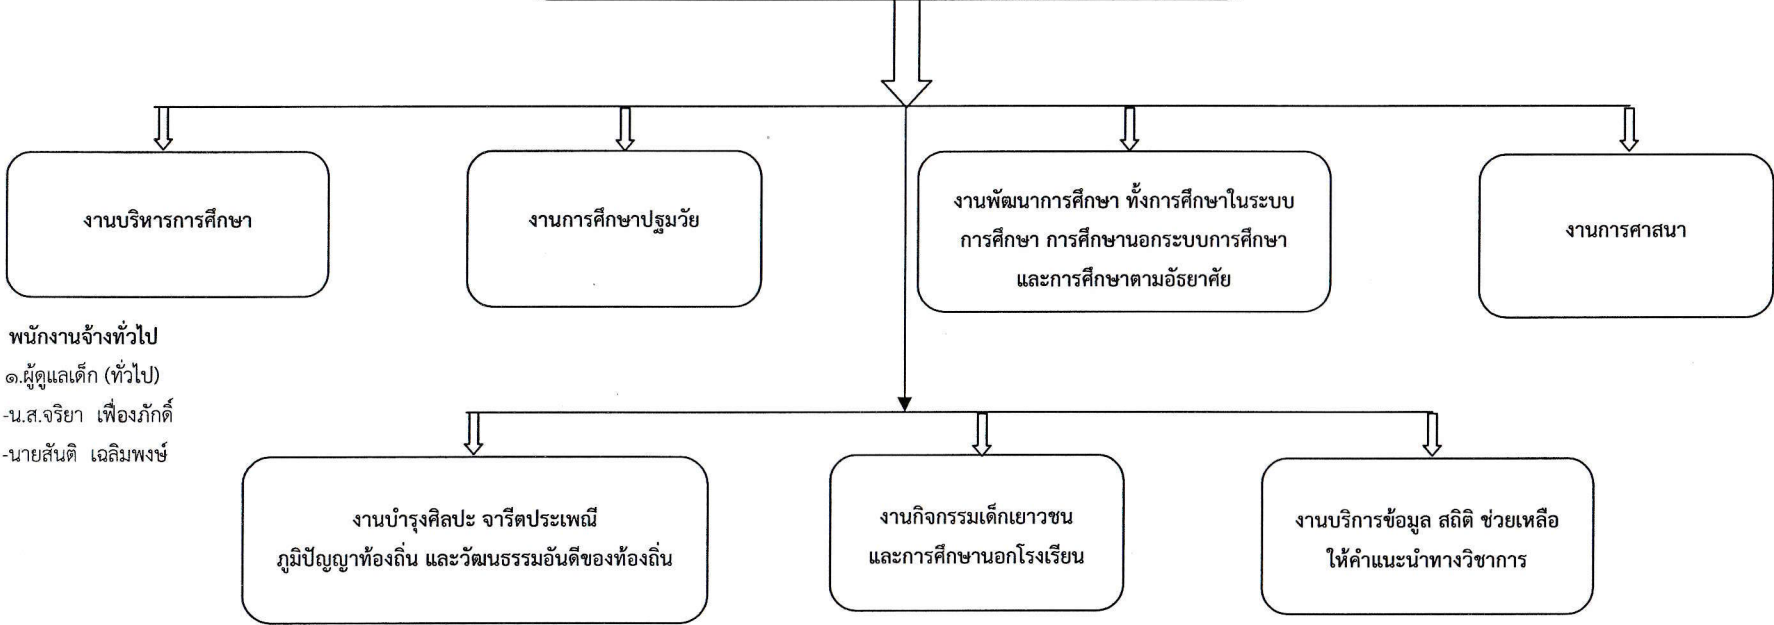 งานบริหารการศึกษา
งานการศึกษาปฐมวัย
งานพัฒนาการศึกษา ทั้งการศึกษาในระบบ
การศึกษา การศึกษานอกระบบการศึกษา
และการศึกษาตามอัธยาศัย
งานการศาสนา
พนักงานจ้างทั่วไป
๑.ผู้ดูแลเด็ก (ทั่วไป)
-น.ส.จริยา เฟื่องภักดิ์
-นายสันติ เฉลิมพงษ์
งานบำรุงศิลปะ จารีตประเพณี
ภูมิปัญญาท้องถิ่น และวัฒนธรรมอันดีของท้องถิ่น
งานกิจกรรมเด็กเยาวชน
และการศึกษานอกโรงเรียน
งานบริการข้อมูล สถิติ ช่วยเหลือ
ให้คำแนะนำทางวิชาการ